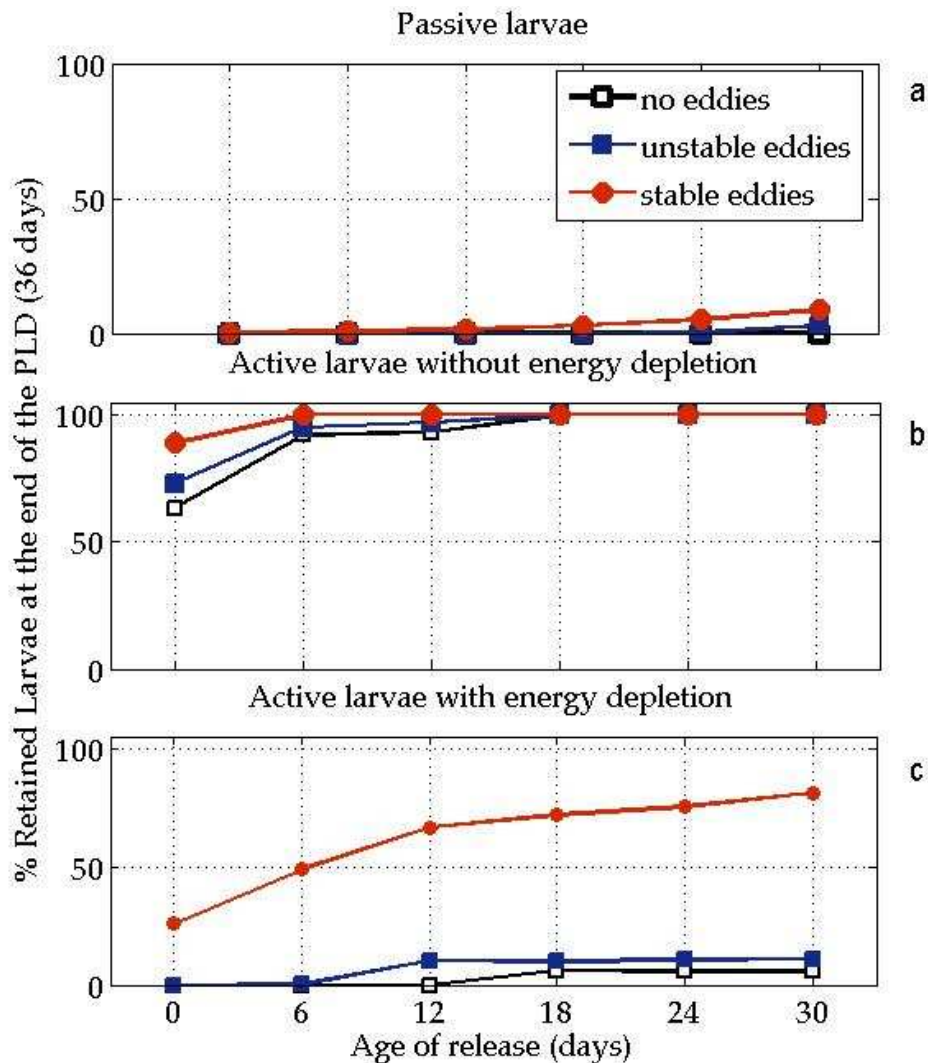 Passive larvae
100
50
0
a
no eddies
unstable eddies
stable eddies
Active larvae without energy depletion
100
50
0
b
Active larvae with energy depletion
100
50
0
c
0 6 12 18 24 30
Age of release (days)
% Retained Larvae at the end of the PLD (36 days)